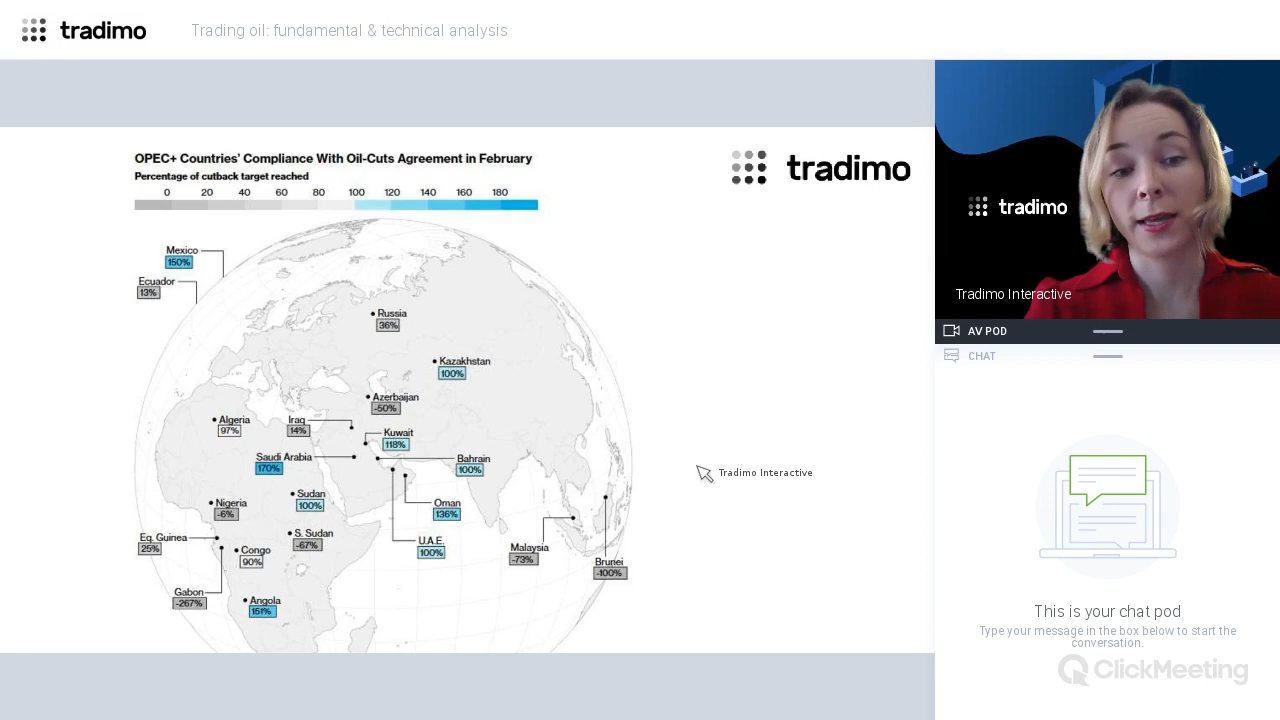 tradimo
Trading oil: fundamental & technical analysis
OPEC+ Countries' Compliance With Oil-Cuts Agreement in February
Percentage of cutback target reached
0 20 40 60 80 100 120 140 160 180
tradimo
Mexico
150%
Ecuador
13%
Russia
36%
Kazakhstan
100%
Azerbaijan
-50%
Algeria
97%
Iraq
14%
Kuwait
118%
Saudi Arabia
170%
Bahrain
100%
Sudan
100%
Nigeria
-6%
Oman
136%
S. Sudan
-67%
Eq. Guinea
25%
U.A.E.
100%
Congo
90%
Malaysia
-73%
Brunei
-100%
Gabon
-267%
Angola
151%
Tradimo Interactive
tradimo
Tradimo Interactive
AV POD
CHAT
This is your chat pod
Type your message in the box below to start the
conversation.
ClickMeeting